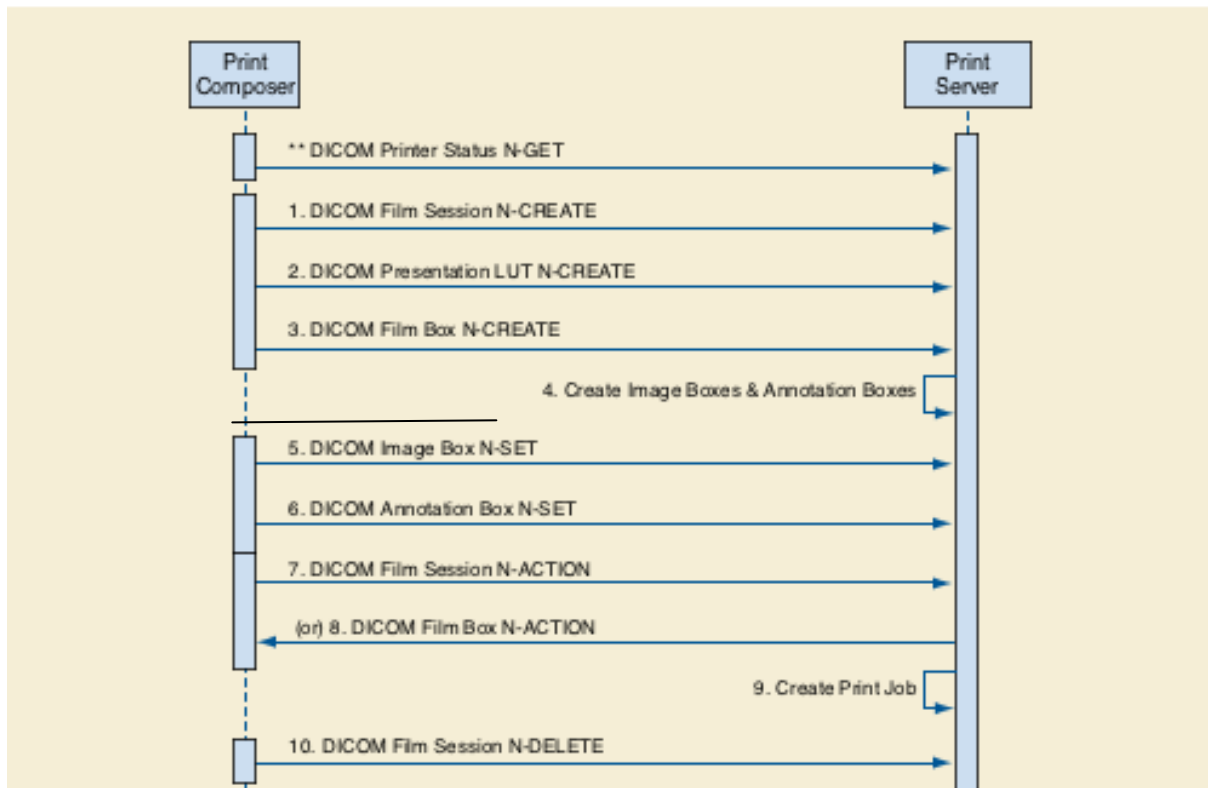 Print
Composer
Print
Server
** DICOM Printer Status N-GET
1. DICOM Film Session N-CREATE
2. DICOM Presentation LUT N-CREATE
3. DICOM Film Box N-CREATE
4. Create Image Boxes & Annotation Boxes
5. DICOM Image Box N-SET
6. DICOM Annotation Box N-SET
7. DICOM Film Session N-ACTION
(or) 8. DICOM Film Box N-ACTION
9. Create Print Job
10. DICOM Film Session N-DELETE